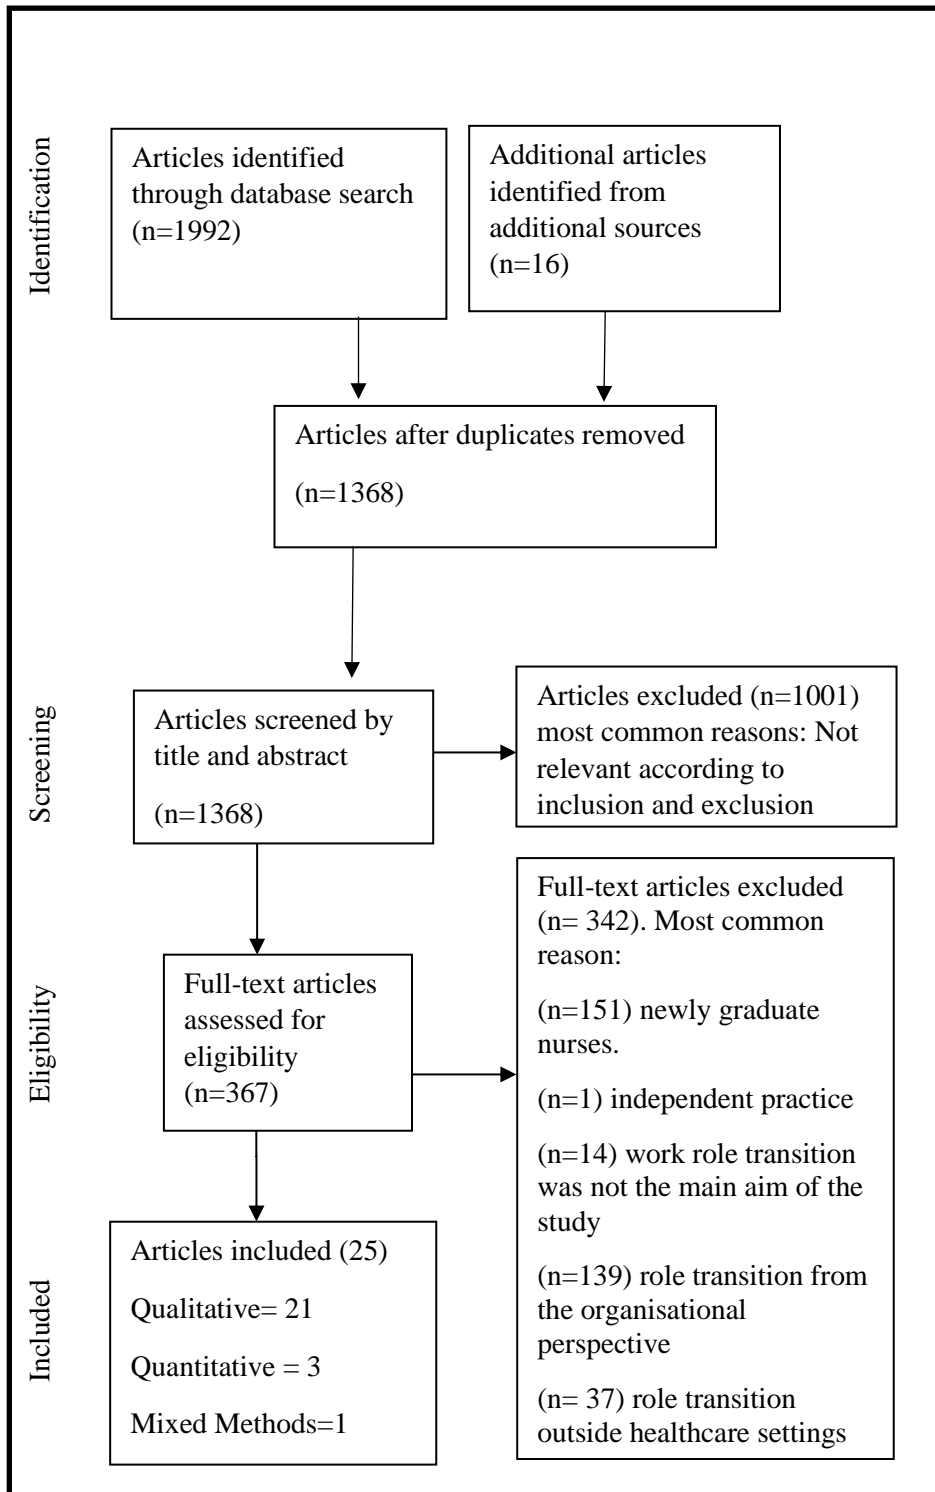 Identification
Articles identified
through database search
(n=1992)
Additional articles
identified from
additional sources
(n=16)
Articles after duplicates removed
(n=1368)
Screening
Articles screened by
title and abstract
(n=1368)
Articles excluded (n=1001)
most common reasons: Not
relevant according to
inclusion and exclusion
Eligibility
Full-text articles
assessed for
eligibility
(n=367)
Full-text articles excluded
(n= 342). Most common
reason:
(n=151) newly graduate
nurses.
(n=1) independent practice
(n=14) work role transition
was not the main aim of the
study
(n=139) role transition from
the organisational
perspective
(n= 37) role transition
outside healthcare settings
Included
Articles included (25)
Qualitative= 21
Quantitative = 3
Mixed Methods=1